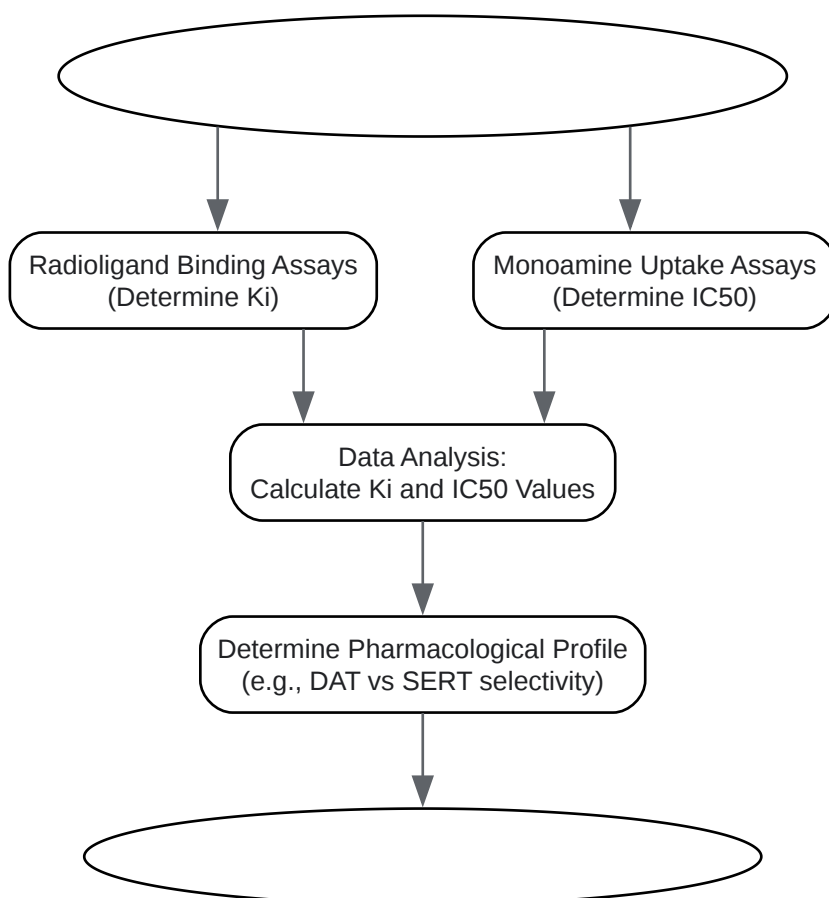 Radioligand Binding Assays
(Determine Ki)
Monoamine Uptake Assays
(Determine IC50)
Data Analysis:
Calculate Ki and IC50 Values
Determine Pharmacological Profile
(e.g., DAT vs SERT selectivity)